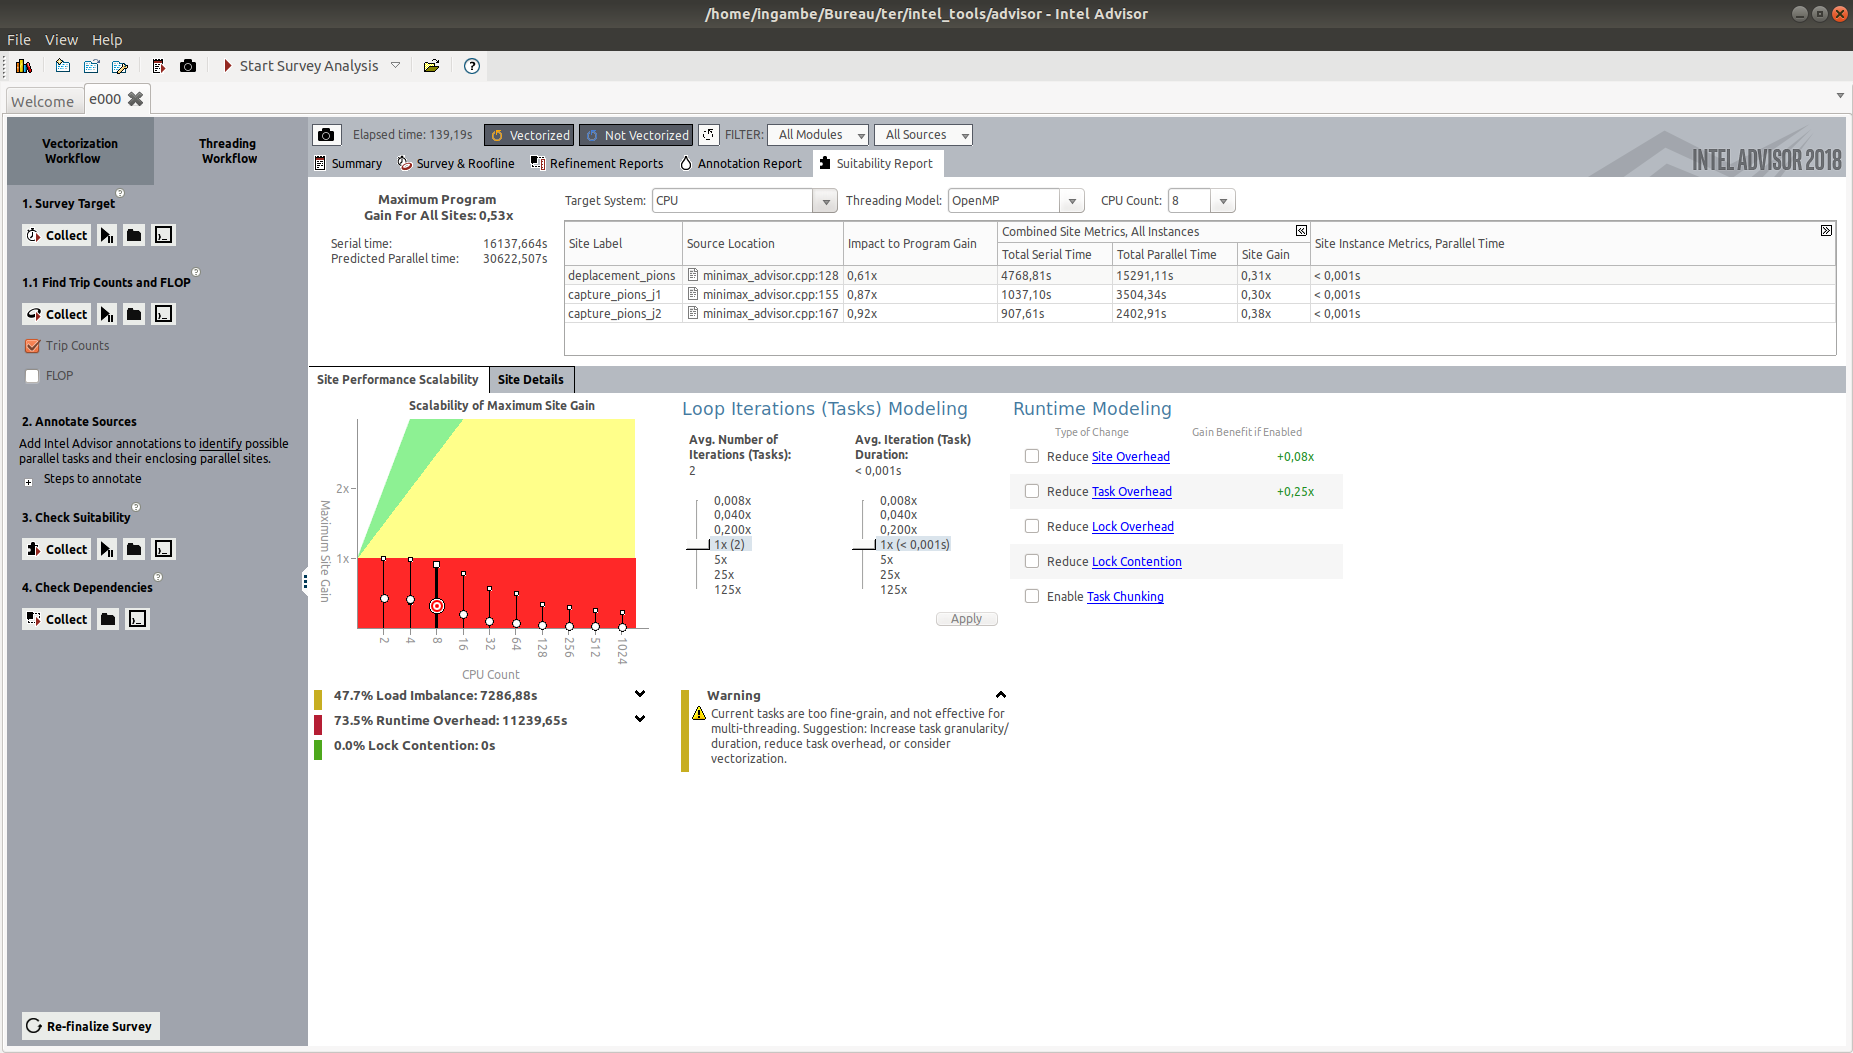 /home/ingambe/Bureau/ter/intel_tools/advisor - Intel Advisor
File View Help
Start Survey Analysis
Welcome
e000
Vectorization
Workflow
Threading
Workflow
1. Survey Target
Collect
1.1 Find Trip Counts and FLOP
Collect
Trip Counts
FLOP
2. Annotate Sources
Add Intel Advisor annotations to identify possible
parallel tasks and their enclosing parallel sites.
Steps to annotate
3. Check Suitability
Collect
4. Check Dependencies
Collect
Re-finalize Survey
Elapsed time: 139,19s
Vectorized
Not Vectorized
FILTER:
All Modules
All Sources
Summary
Survey & Roofline
Refinement Reports
Annotation Report
Suitability Report
INTEL ADVISOR 2018
Maximum Program
Gain For All Sites: 0,53x
Serial time: 16137,664s
Predicted Parallel time: 30622,507s
Target System: CPU
Threading Model: OpenMP
CPU Count: 8
Site Label
Source Location
Impact to Program Gain
Combined Site Metrics, All Instances
Total Serial Time
Total Parallel Time
Site Gain
Site Instance Metrics, Parallel Time
deplacement_pions minimax_advisor.cpp:128 0,61x 4768,81s 15291,11s 0,31x < 0,001s
capture_pions_j1 minimax_advisor.cpp:155 0,87x 1037,10s 3504,34s 0,30x < 0,001s
capture_pions_j2 minimax_advisor.cpp:167 0,92x 907,61s 2402,91s 0,38x < 0,001s
Site Performance Scalability
Site Details
Scalability of Maximum Site Gain
Maximum Site Gain
2x
1x
2 4 8 16 32 64 128 256 512 1024
CPU Count
47.7% Load Imbalance: 7286,88s
73.5% Runtime Overhead: 11239,65s
0.0% Lock Contention: 0s
Loop Iterations (Tasks) Modeling
Avg. Number of
Iterations (Tasks):
2
0,008x
0,040x
0,200x
1x (2)
5x
25x
125x
Avg. Iteration (Task)
Duration:
< 0,001s
0,008x
0,040x
0,200x
1x (< 0,001s)
5x
25x
125x
Apply
Warning
Current tasks are too fine-grain, and not effective for
multi-threading. Suggestion: Increase task granularity/
duration, reduce task overhead, or consider
vectorization.
Runtime Modeling
Type of Change
Gain Benefit if Enabled
Reduce Site Overhead +0,08x
Reduce Task Overhead +0,25x
Reduce Lock Overhead
Reduce Lock Contention
Enable Task Chunking